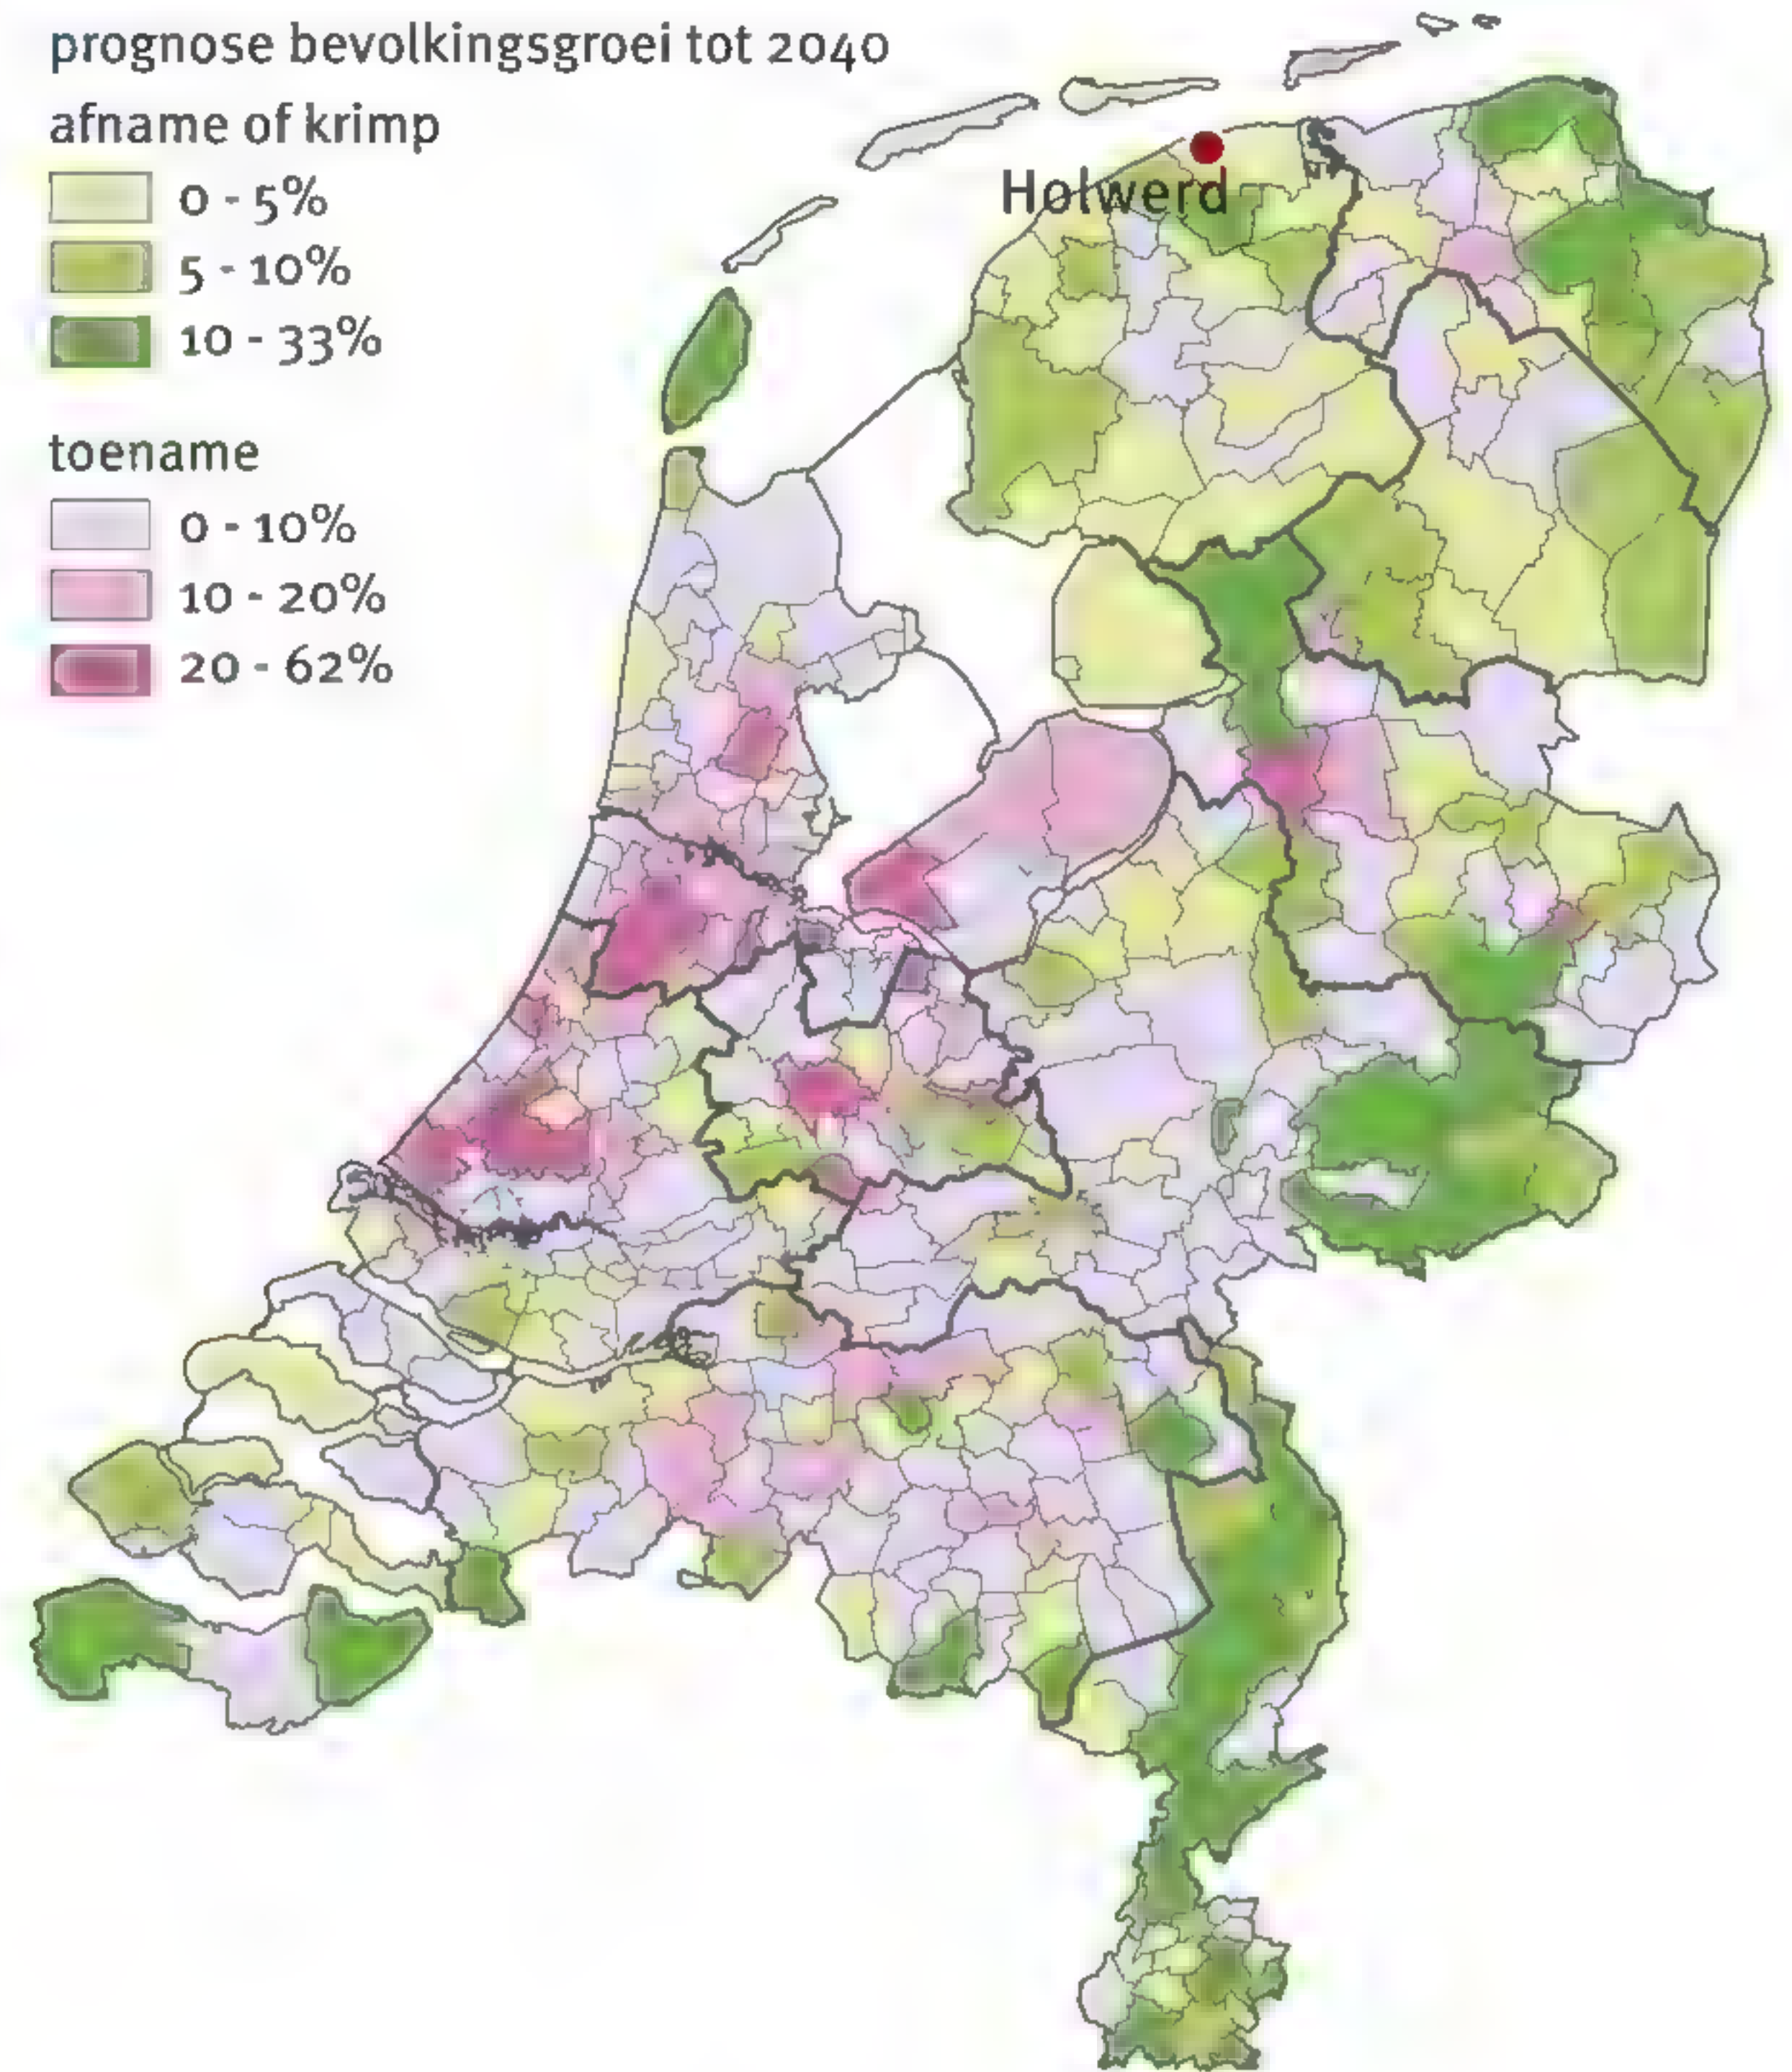 prognose bevolkingsgroei tot 2040
afname of krimp
0 - 5%
5 - 10%
10 - 33%
toename
0 - 10%
10 - 20%
20 - 62%
Holwerd